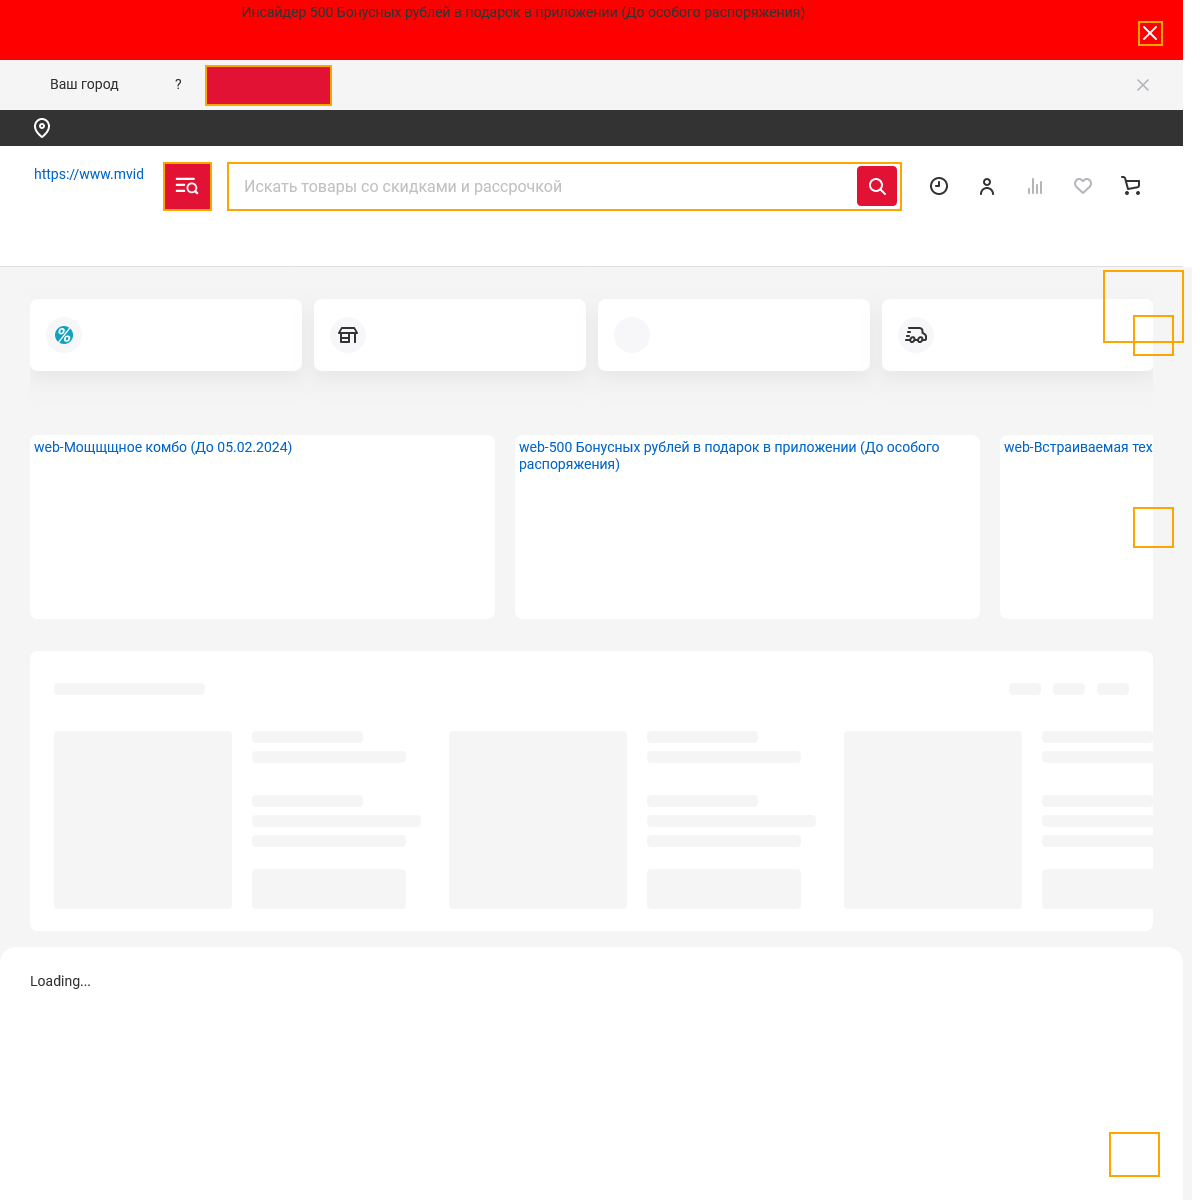 Инсайдер 500 Бонусных рублей в подарок в приложении (До особого распоряжения)
Ваш город ?
https://www.mvid
Искать товары со скидками и рассрочкой
web-Мощщщное комбо (До 05.02.2024)
web-500 Бонусных рублей в подарок в приложении (До особого
распоряжения)
web-Встраиваемая тех
Loading...